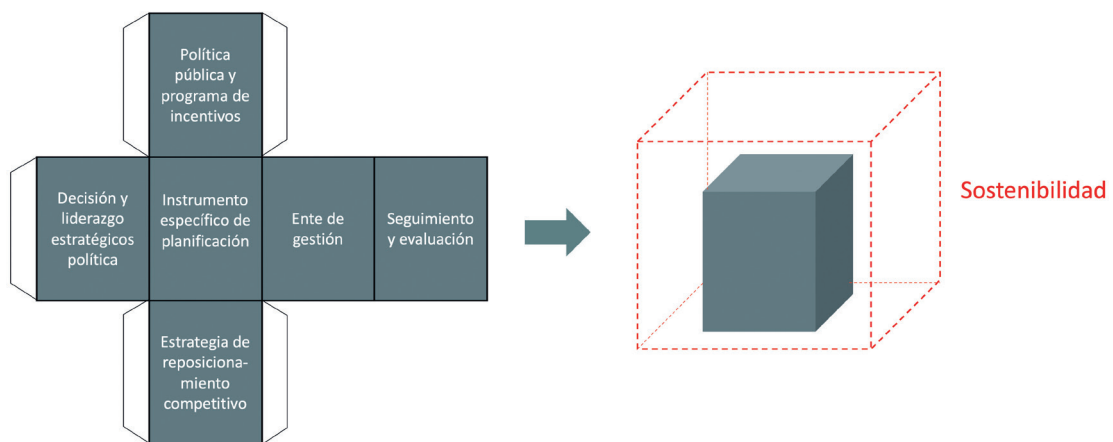 Política
pública y
programa de
incentivos
Decisión y
liderazgo
estratégicos
política
Instrumento
específico de
planificación
Ente de
gestión
Seguimiento
y evaluación
Estrategia de
reposiciona-
miento
competitivo
Sostenibilidad